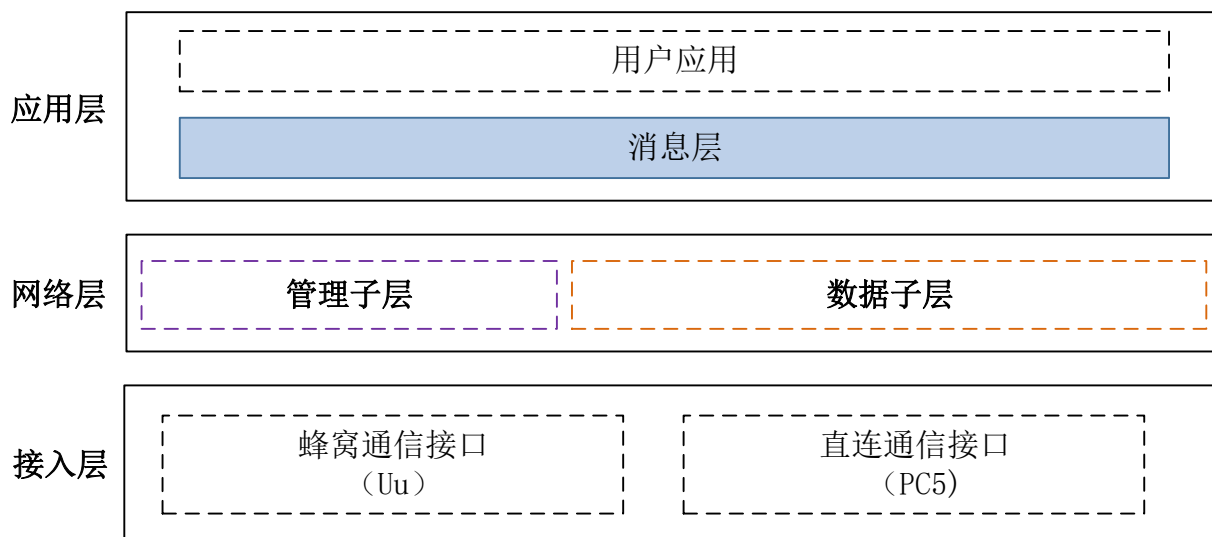 应用层
用户应用
消息层
网络层
管理子层
数据子层
接入层
蜂窝通信接口
（Uu）
直连通信接口
（PC5）